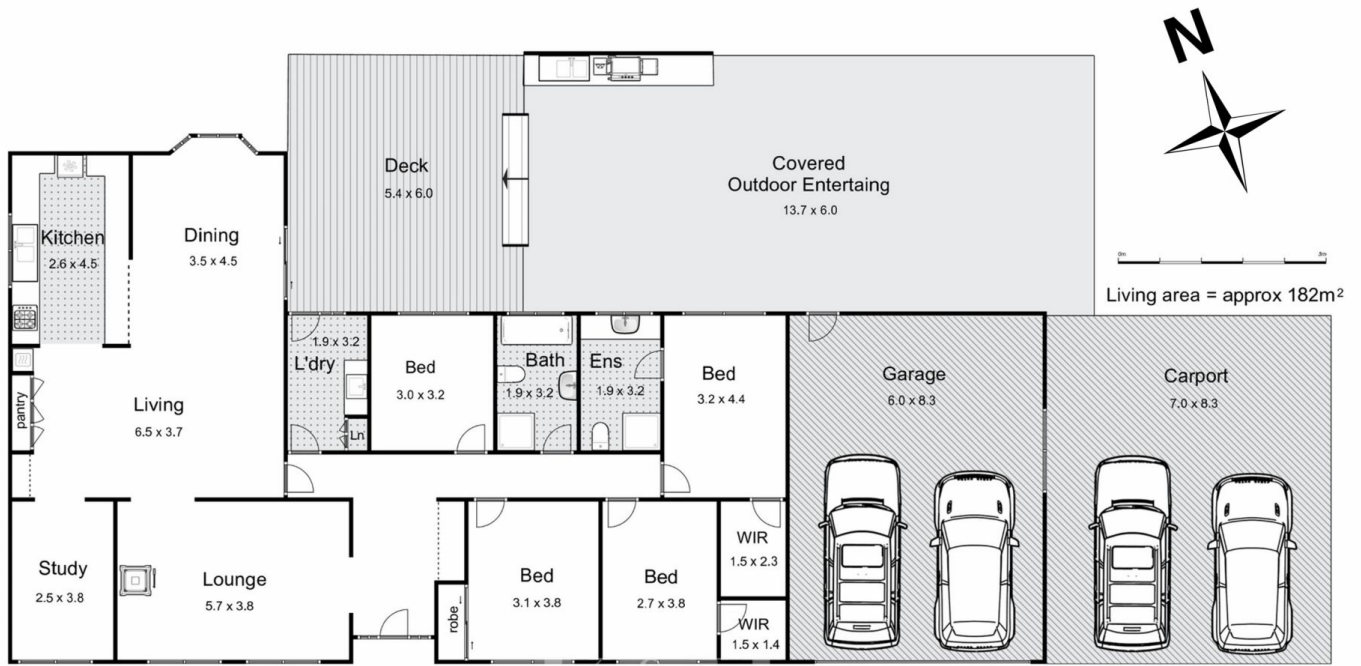 N
Deck
5.4 x 6.0
Covered
Outdoor Entertaing
13.7 x 6.0
Kitchen
2.6 x 4.5
Dining
3.5 x 4.5
0m
3m
Living area = approx 182m²
1.9 x 3.2
L'dry
Ln
Bed
3.0 x 3.2
Bath
1.9 x 3.2
Ens
1.9 x 3.2
Bed
3.2 x 4.4
Garage
6.0 x 8.3
Carport
7.0 x 8.3
pantry
Living
6.5 x 3.7
Study
2.5 x 3.8
Lounge
5.7 x 3.8
robe
Bed
3.1 x 3.8
Bed
2.7 x 3.8
WIR
1.5 x 2.3
WIR
1.5 x 1.4